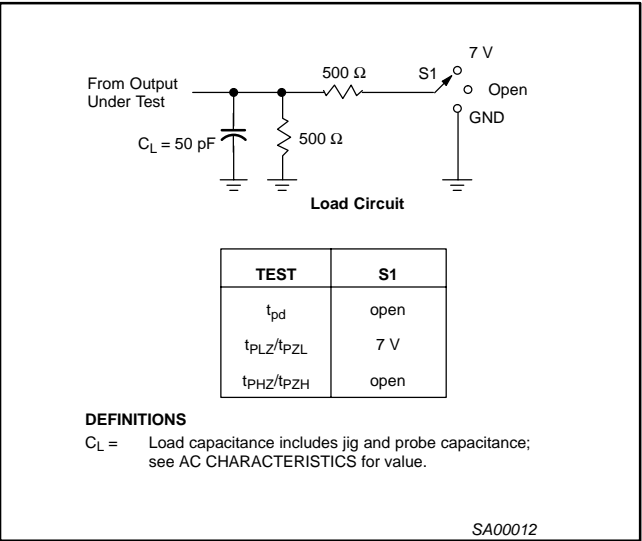 7 V
500 Ω
S1
From Output
Open
Under Test
GND
C_L = 50 pF
500 Ω
Load Circuit
TEST S1
t_pd open
t_PLZ/t_PZL 7 V
t_PHZ/t_PZH open
DEFINITIONS
C_L = Load capacitance includes jig and probe capacitance;
see AC CHARACTERISTICS for value.
SA00012